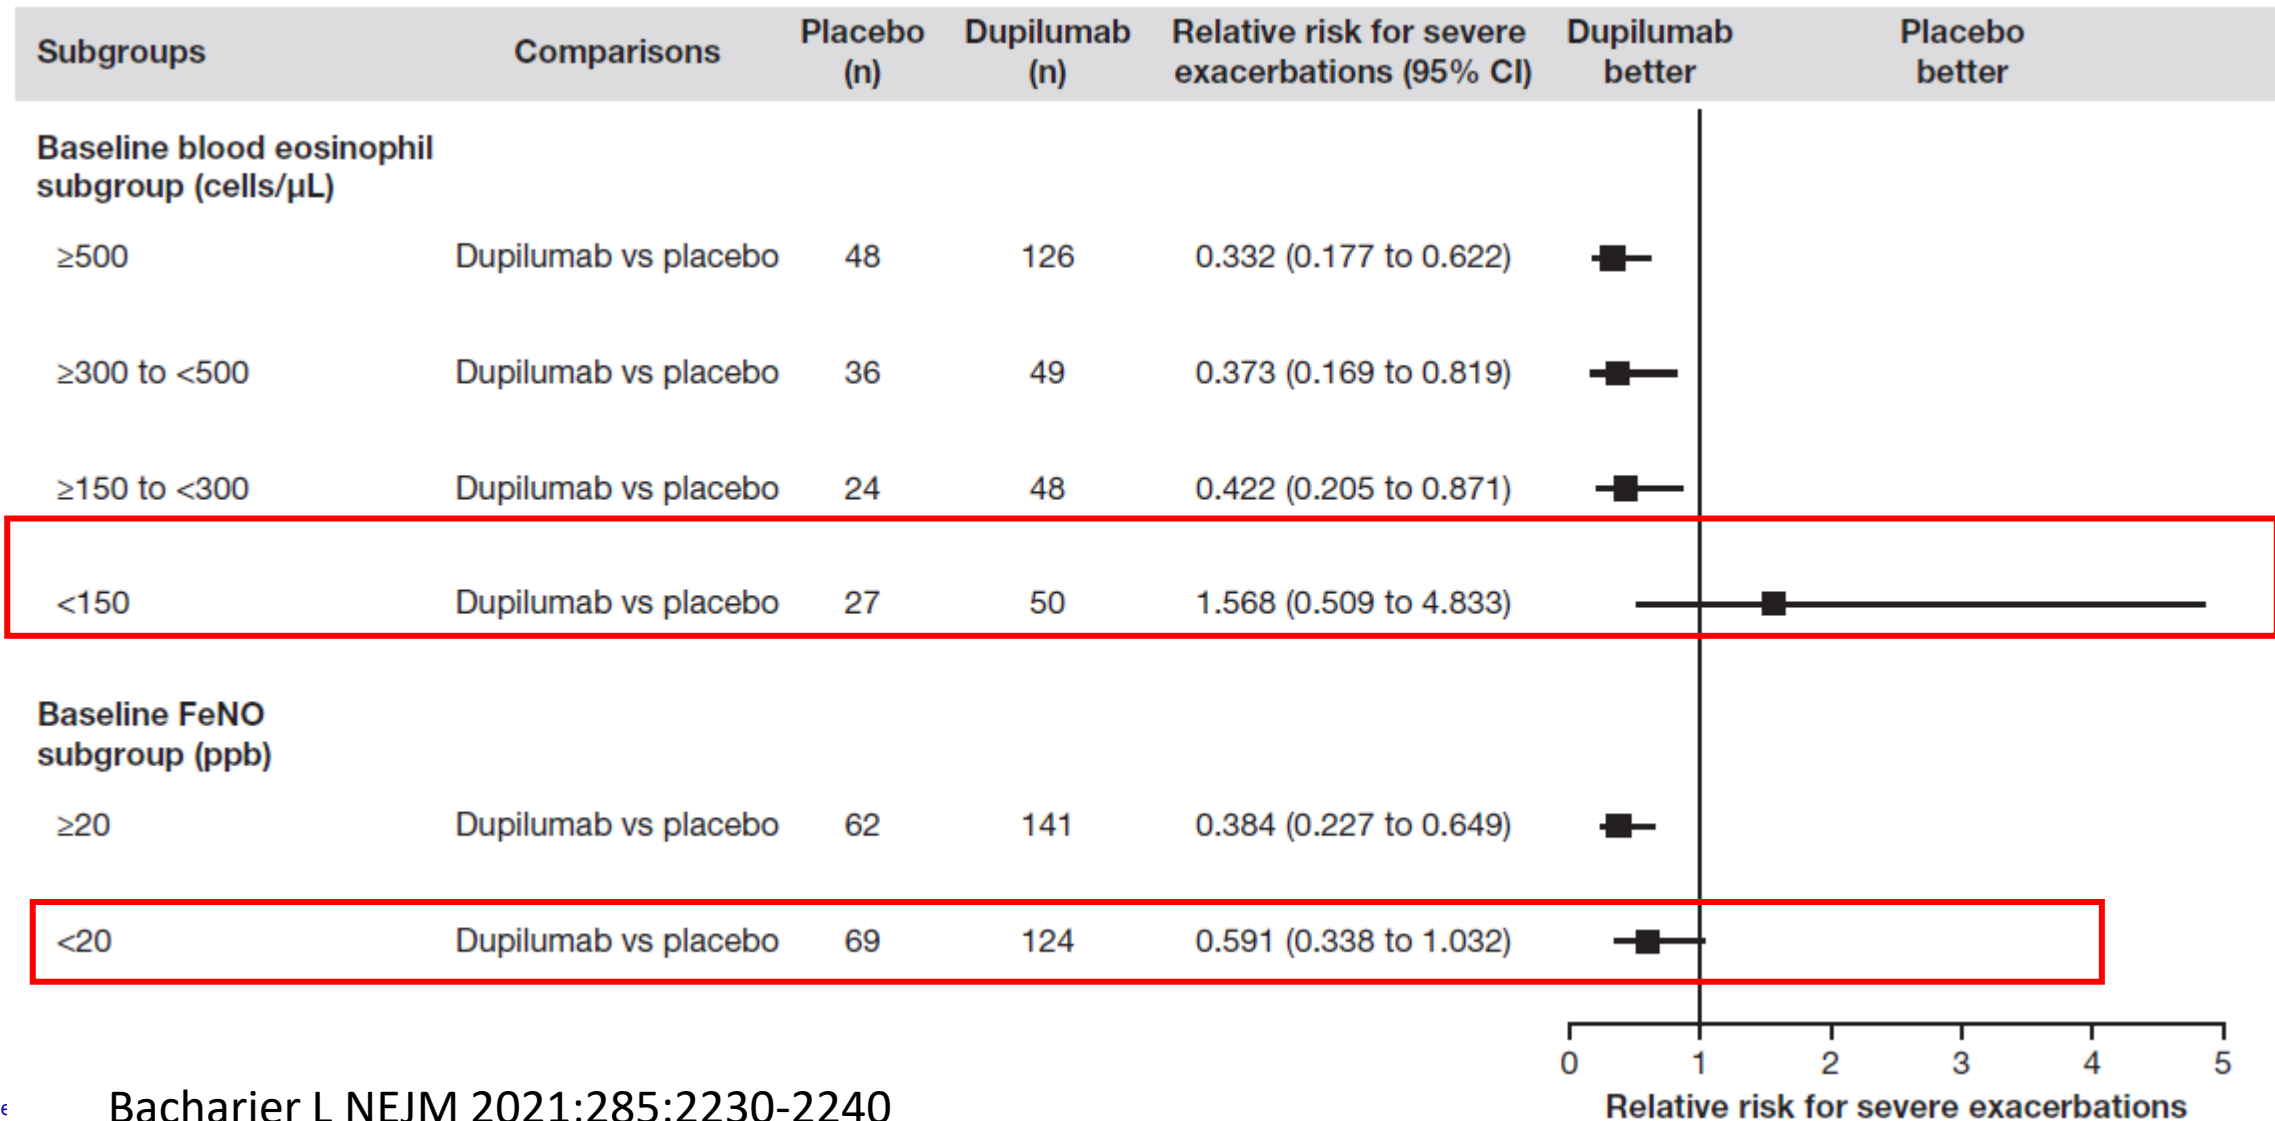 Subgroups Comparisons Placebo (n) Dupilumab (n) Relative risk for severe exacerbations (95% CI) Dupilumab better Placebo better
Baseline blood eosinophil
subgroup (cells/µL)
≥500 Dupilumab vs placebo 48 126 0.332 (0.177 to 0.622)
≥300 to <500 Dupilumab vs placebo 36 49 0.373 (0.169 to 0.819)
≥150 to <300 Dupilumab vs placebo 24 48 0.422 (0.205 to 0.871)
<150 Dupilumab vs placebo 27 50 1.568 (0.509 to 4.833)
Baseline FeNO
subgroup (ppb)
≥20 Dupilumab vs placebo 62 141 0.384 (0.227 to 0.649)
<20 Dupilumab vs placebo 69 124 0.591 (0.338 to 1.032)
0 1 2 3 4 5
Relative risk for severe exacerbations
Bacharier L NEJM 2021:285:2230-2240